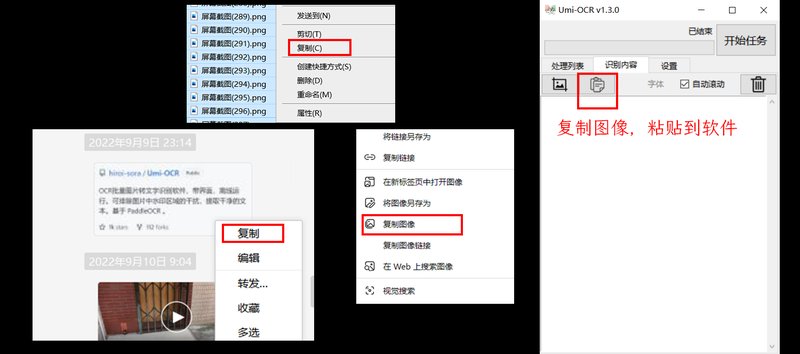 屏幕截图(289).png
屏幕截图(290).png
屏幕截图(291).png
屏幕截图(292).png
屏幕截图(293).png
屏幕截图(294).png
屏幕截图(295).png
屏幕截图(296).png
发送到(N)
剪切(T)
复制(C)
创建快捷方式(S)
删除(D)
重命名(M)
属性(R)
2022年9月9日 23:14
hiroi-sora / Umi-OCR Public
OCR批量图片转文字识别软件，带界面，离线运
行。可排除图片中水印区域的干扰，提取干净的文
本。基于 PaddleOCR 。
1k stars 112 forks
2022年9月10日 9:04
复制
编辑
转发...
收藏
多选
将链接另存为
复制链接
在新标签页中打开图像
将图像另存为
复制图像
复制图像链接
在 Web 上搜索图像
视觉搜索
Umi-OCR v1.3.0
已结束
开始任务
处理列表 识别内容 设置
字体 自动滚动
复制图像，粘贴到软件